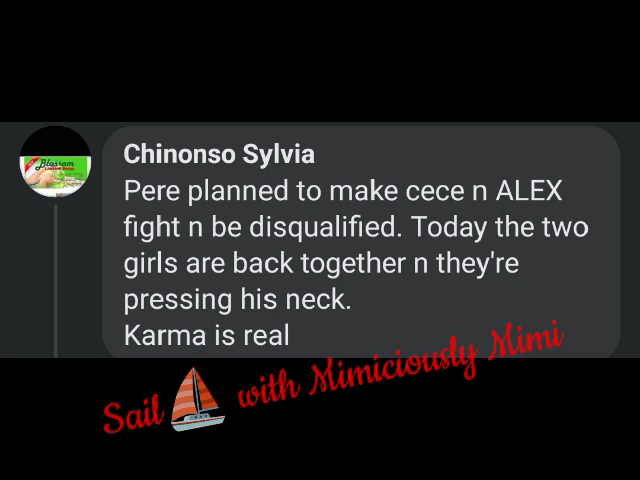 Blossom
Chinonso Sylvia
Pere planned to make cece n ALEX
fight n be disqualified. Today the two
girls are back together n they're
pressing his neck.
Karma is real
Sail with Mimiciously Mimi